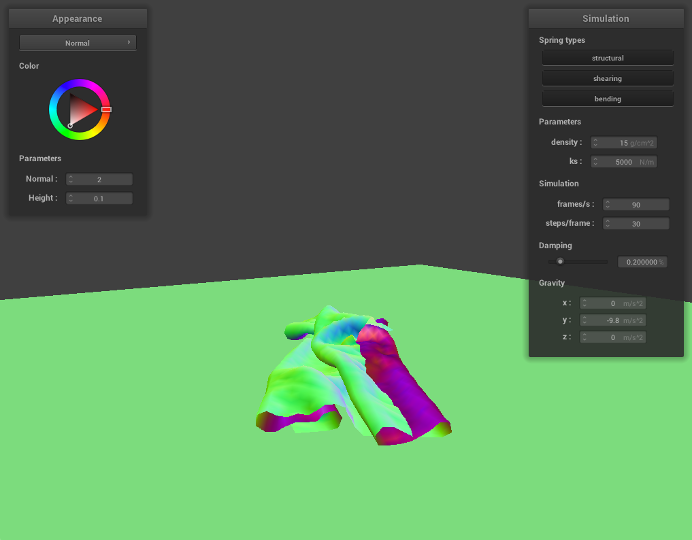 Appearance
Normal
Color
Parameters
Normal :
2
Height :
0.1
Simulation
Spring types
structural
shearing
bending
Parameters
density :
15 g/cm^2
ks :
5000 N/m
Simulation
frames/s :
90
steps/frame :
30
Damping
0.200000 %
Gravity
x :
0 m/s^2
y :
-9.8 m/s^2
z :
0 m/s^2